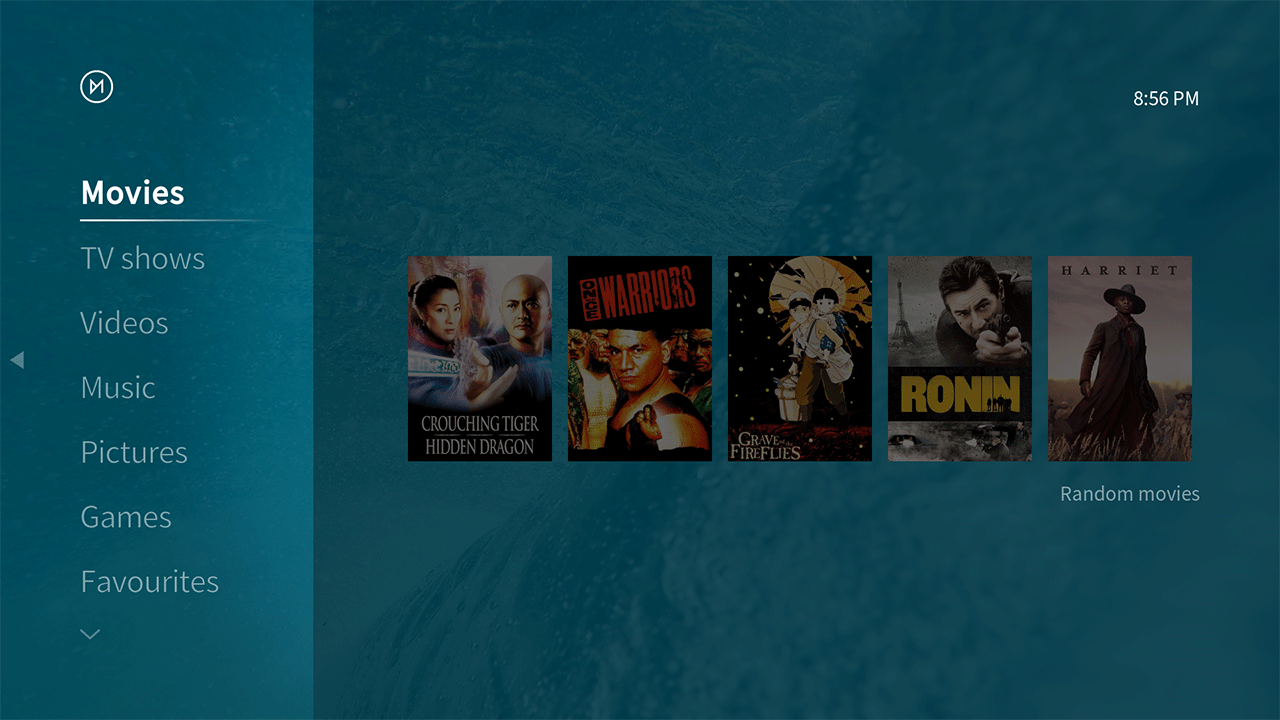 8:56 PM
Movies
TV shows
Videos
Music
Pictures
Games
Favourites
CROUCHING TIGER
HIDDEN DRAGON
ONCE
WARRIORS
GRAVE of the
FIREFLIES
RONIN
HARRIET
Random movies